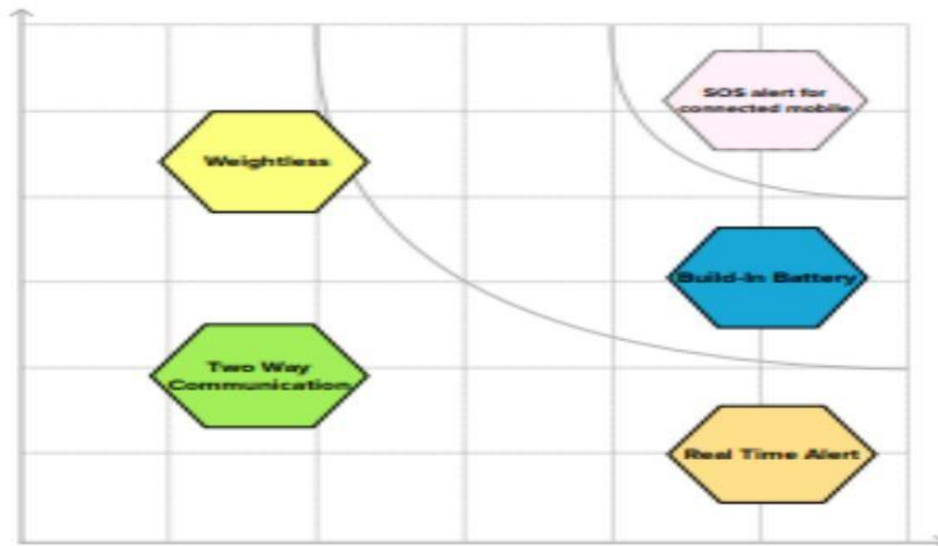 SOS alert for
connected mobile
Weightless
Build-In Battery
Two Way
Communication
Real Time Alert